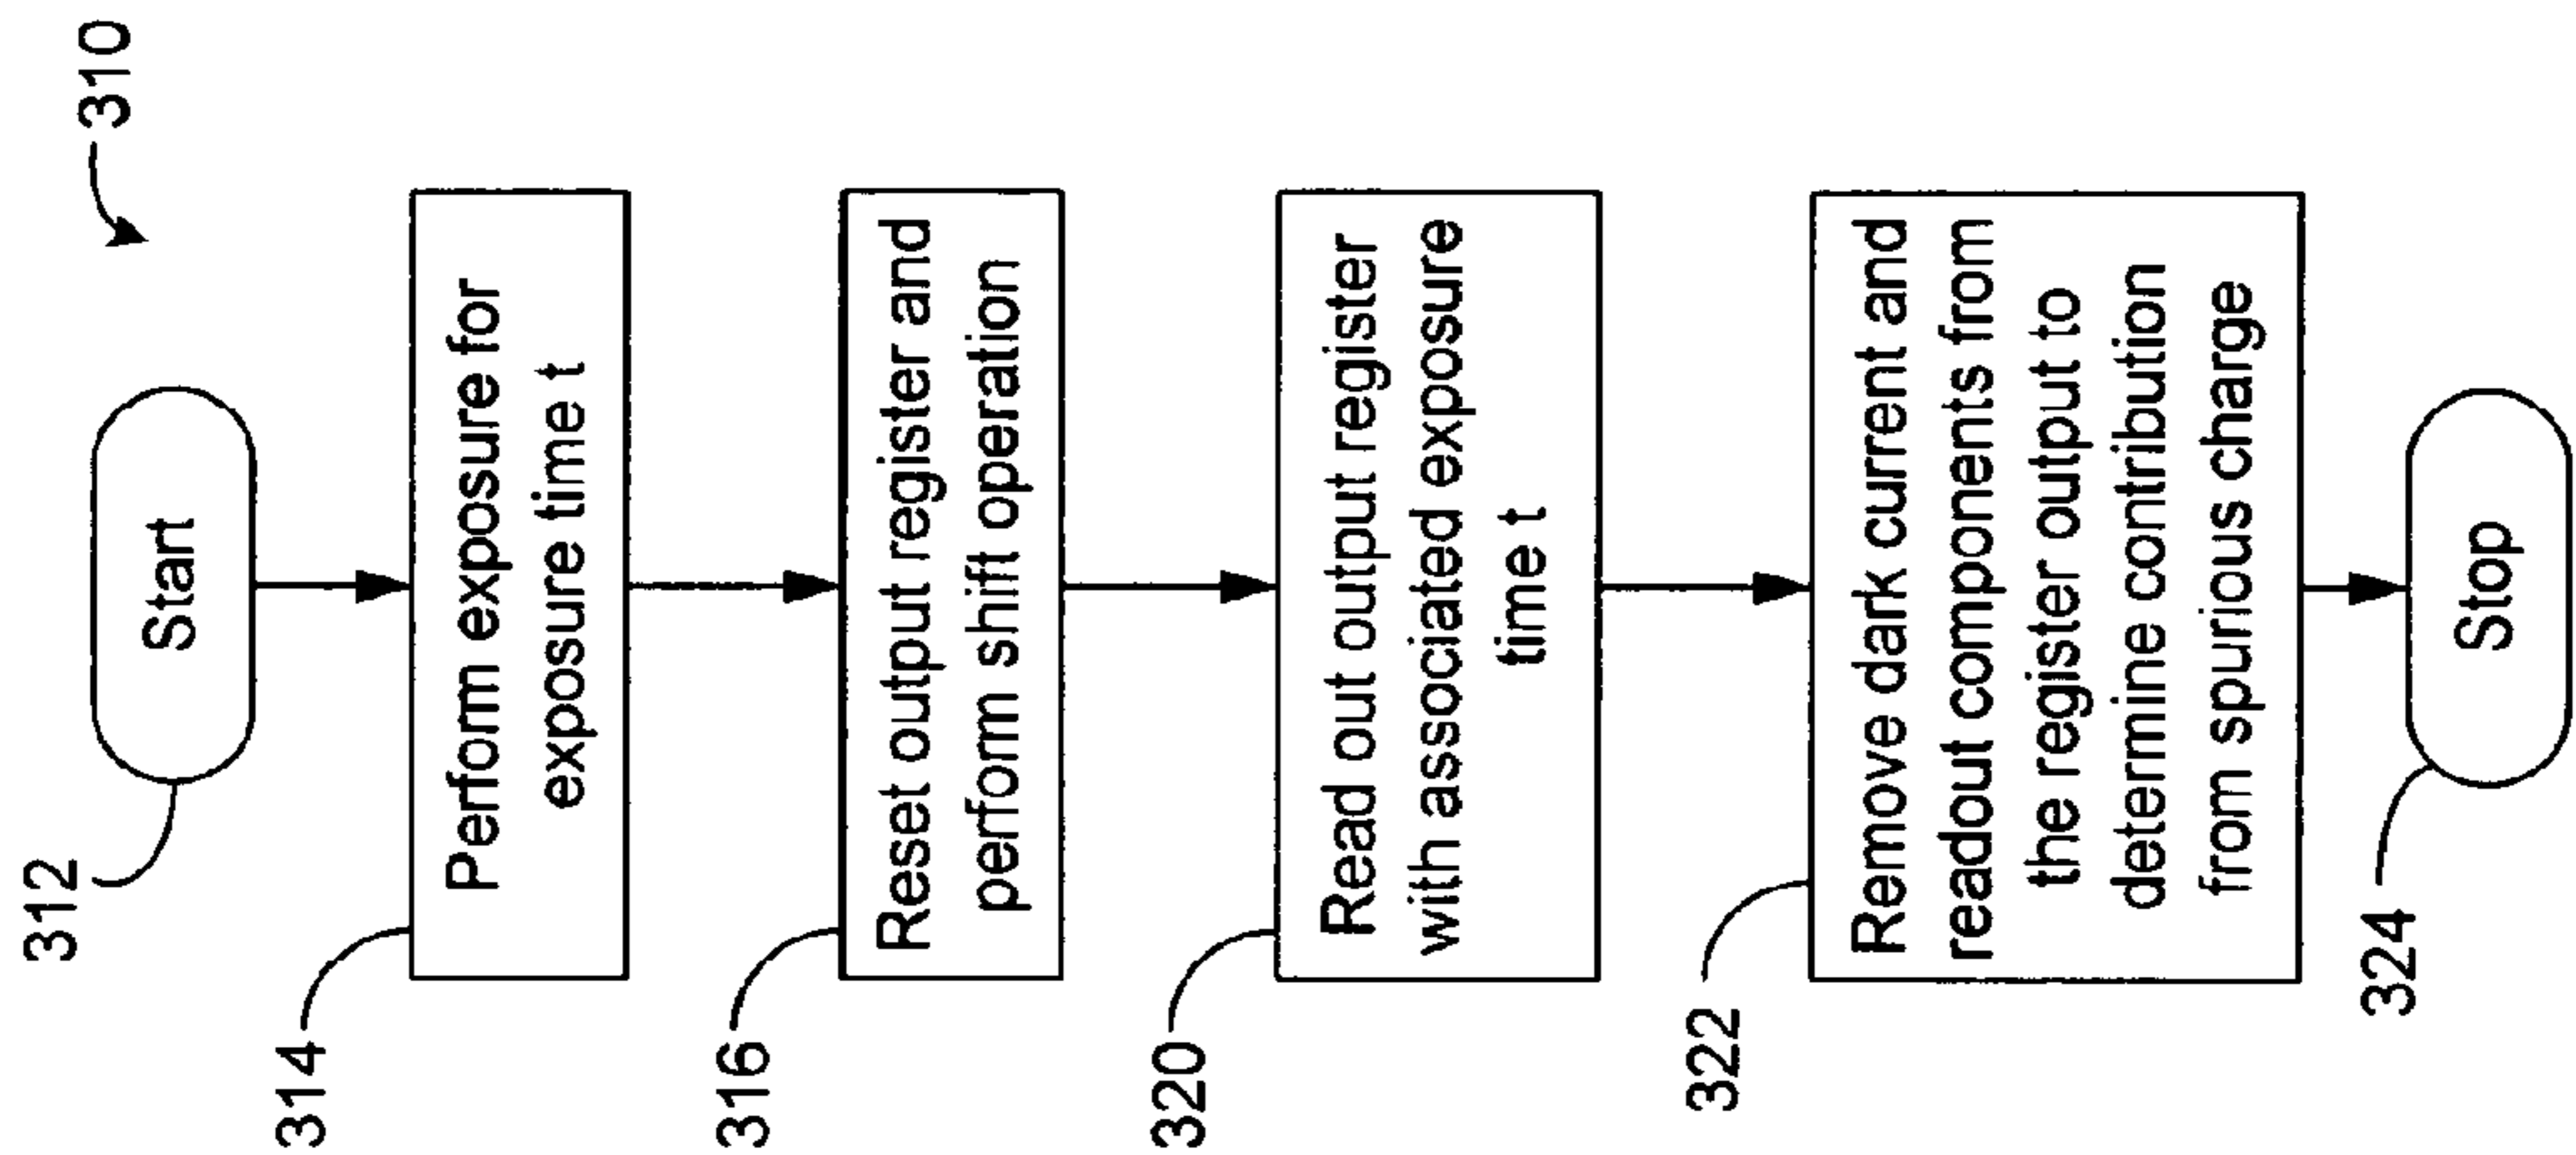 310
312
Start
314
Perform exposure for
exposure time t
316
Reset output register and
perform shift operation
320
Read out output register
with associated exposure
time t
322
Remove dark current and
readout components from
the register output to
determine contribution
from spurious charge
324
Stop